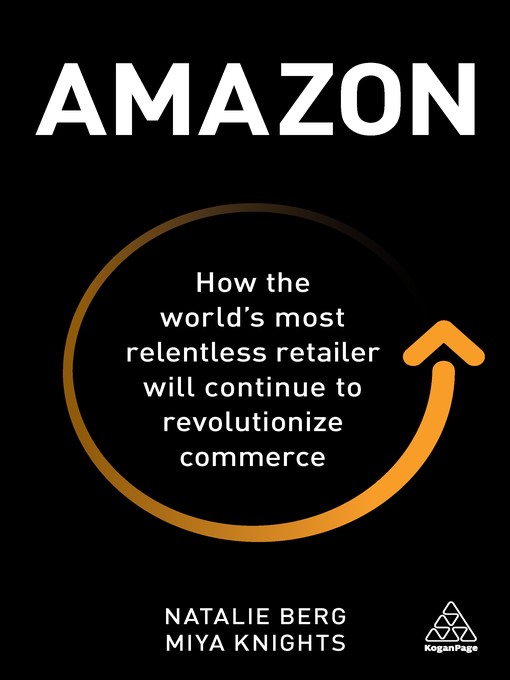 AMAZON
How the
world's most
relentless retailer
will continue to
revolutionize
commerce
NATALIE BERG
MIYA KNIGHTS
KoganPage